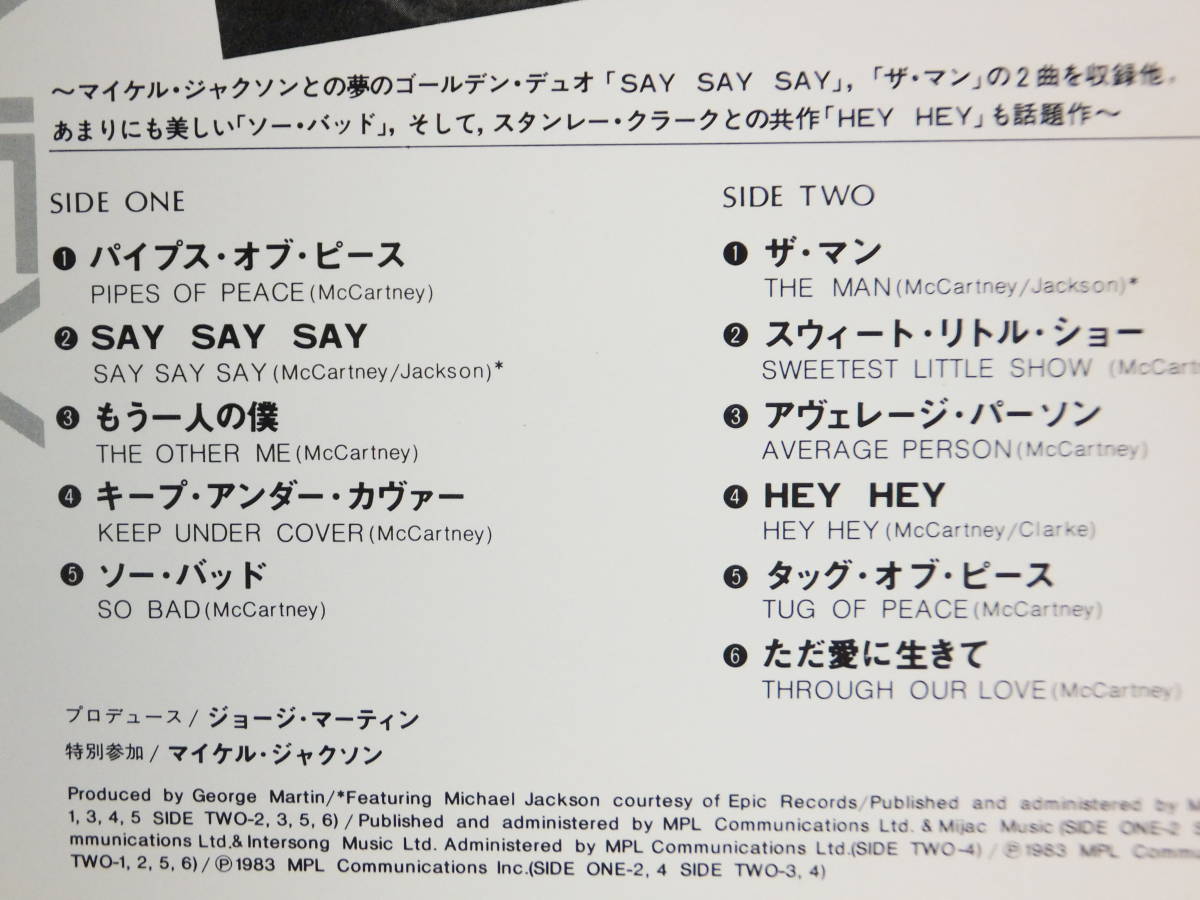 ～マイケル・ジャクソンとの夢のゴールデン・デュオ「SAY SAY SAY」，「ザ・マン」の2曲を収録他。
あまりにも美しい「ソー・バッド」，そして，スタンレー・クラークとの共作「HEY HEY」も話題作～
SIDE ONE
❶ パイプス・オブ・ピース
PIPES OF PEACE(McCartney)
❷ SAY SAY SAY
SAY SAY SAY(McCartney/Jackson)*
❸ もう一人の僕
THE OTHER ME(McCartney)
❹ キープ・アンダー・カヴァー
KEEP UNDER COVER(McCartney)
❺ ソー・バッド
SO BAD(McCartney)
SIDE TWO
❶ ザ・マン
THE MAN(McCartney/Jackson)*
❷ スウィート・リトル・ショー
SWEETEST LITTLE SHOW (McCartn
❸ アヴェレージ・パーソン
AVERAGE PERSON(McCartney)
❹ HEY HEY
HEY HEY(McCartney/Clarke)
❺ タッグ・オブ・ピース
TUG OF PEACE(McCartney)
❻ ただ愛に生きて
THROUGH OUR LOVE(McCartney)
プロデュース/ジョージ・マーティン
特別参加/マイケル・ジャクソン
Produced by George Martin/*Featuring Michael Jackson courtesy of Epic Records/Published and administered by M
1, 3, 4, 5 SIDE TWO-2, 3, 5, 6)/Published and administered by MPL Communications Ltd. & Mijac Music (SIDE ONE-2
mmunications Ltd.& Intersong Music Ltd. Administered by MPL Communications Ltd.(SIDE TWO-4)/Ⓟ1983 MPL Commu
TWO-1, 2, 5, 6)/Ⓟ1983 MPL Communications Inc.(SIDE ONE-2, 4 SIDE TWO-3, 4)